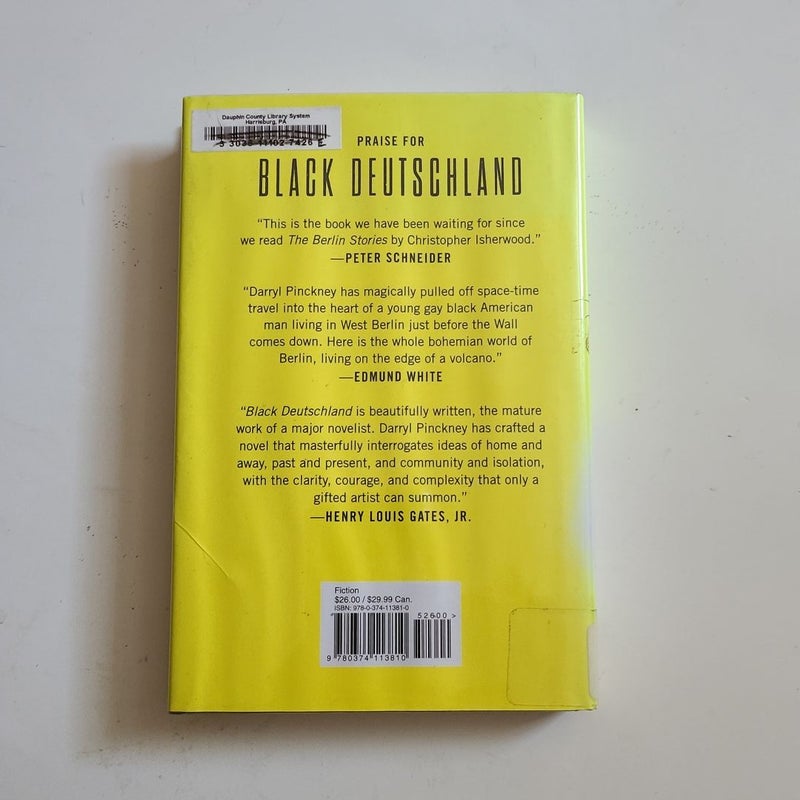 Dauphin County Library System
Harrisburg, PA
3 3035 11102 7426 E
PRAISE FOR
BLACK DEUTSCHLAND
“This is the book we have been waiting for since
we read The Berlin Stories by Christopher Isherwood.”
—PETER SCHNEIDER
“Darryl Pinckney has magically pulled off space-time
travel into the heart of a young gay black American
man living in West Berlin just before the Wall
comes down. Here is the whole bohemian world of
Berlin, living on the edge of a volcano.”
—EDMUND WHITE
“Black Deutschland is beautifully written, the mature
work of a major novelist. Darryl Pinckney has crafted a
novel that masterfully interrogates ideas of home and
away, past and present, and community and isolation,
with the clarity, courage, and complexity that only a
gifted artist can summon.”
—HENRY LOUIS GATES, JR.
Fiction
$26.00 / $29.99 Can.
ISBN: 978-0-374-11381-0
52600 >
9 780374 113810